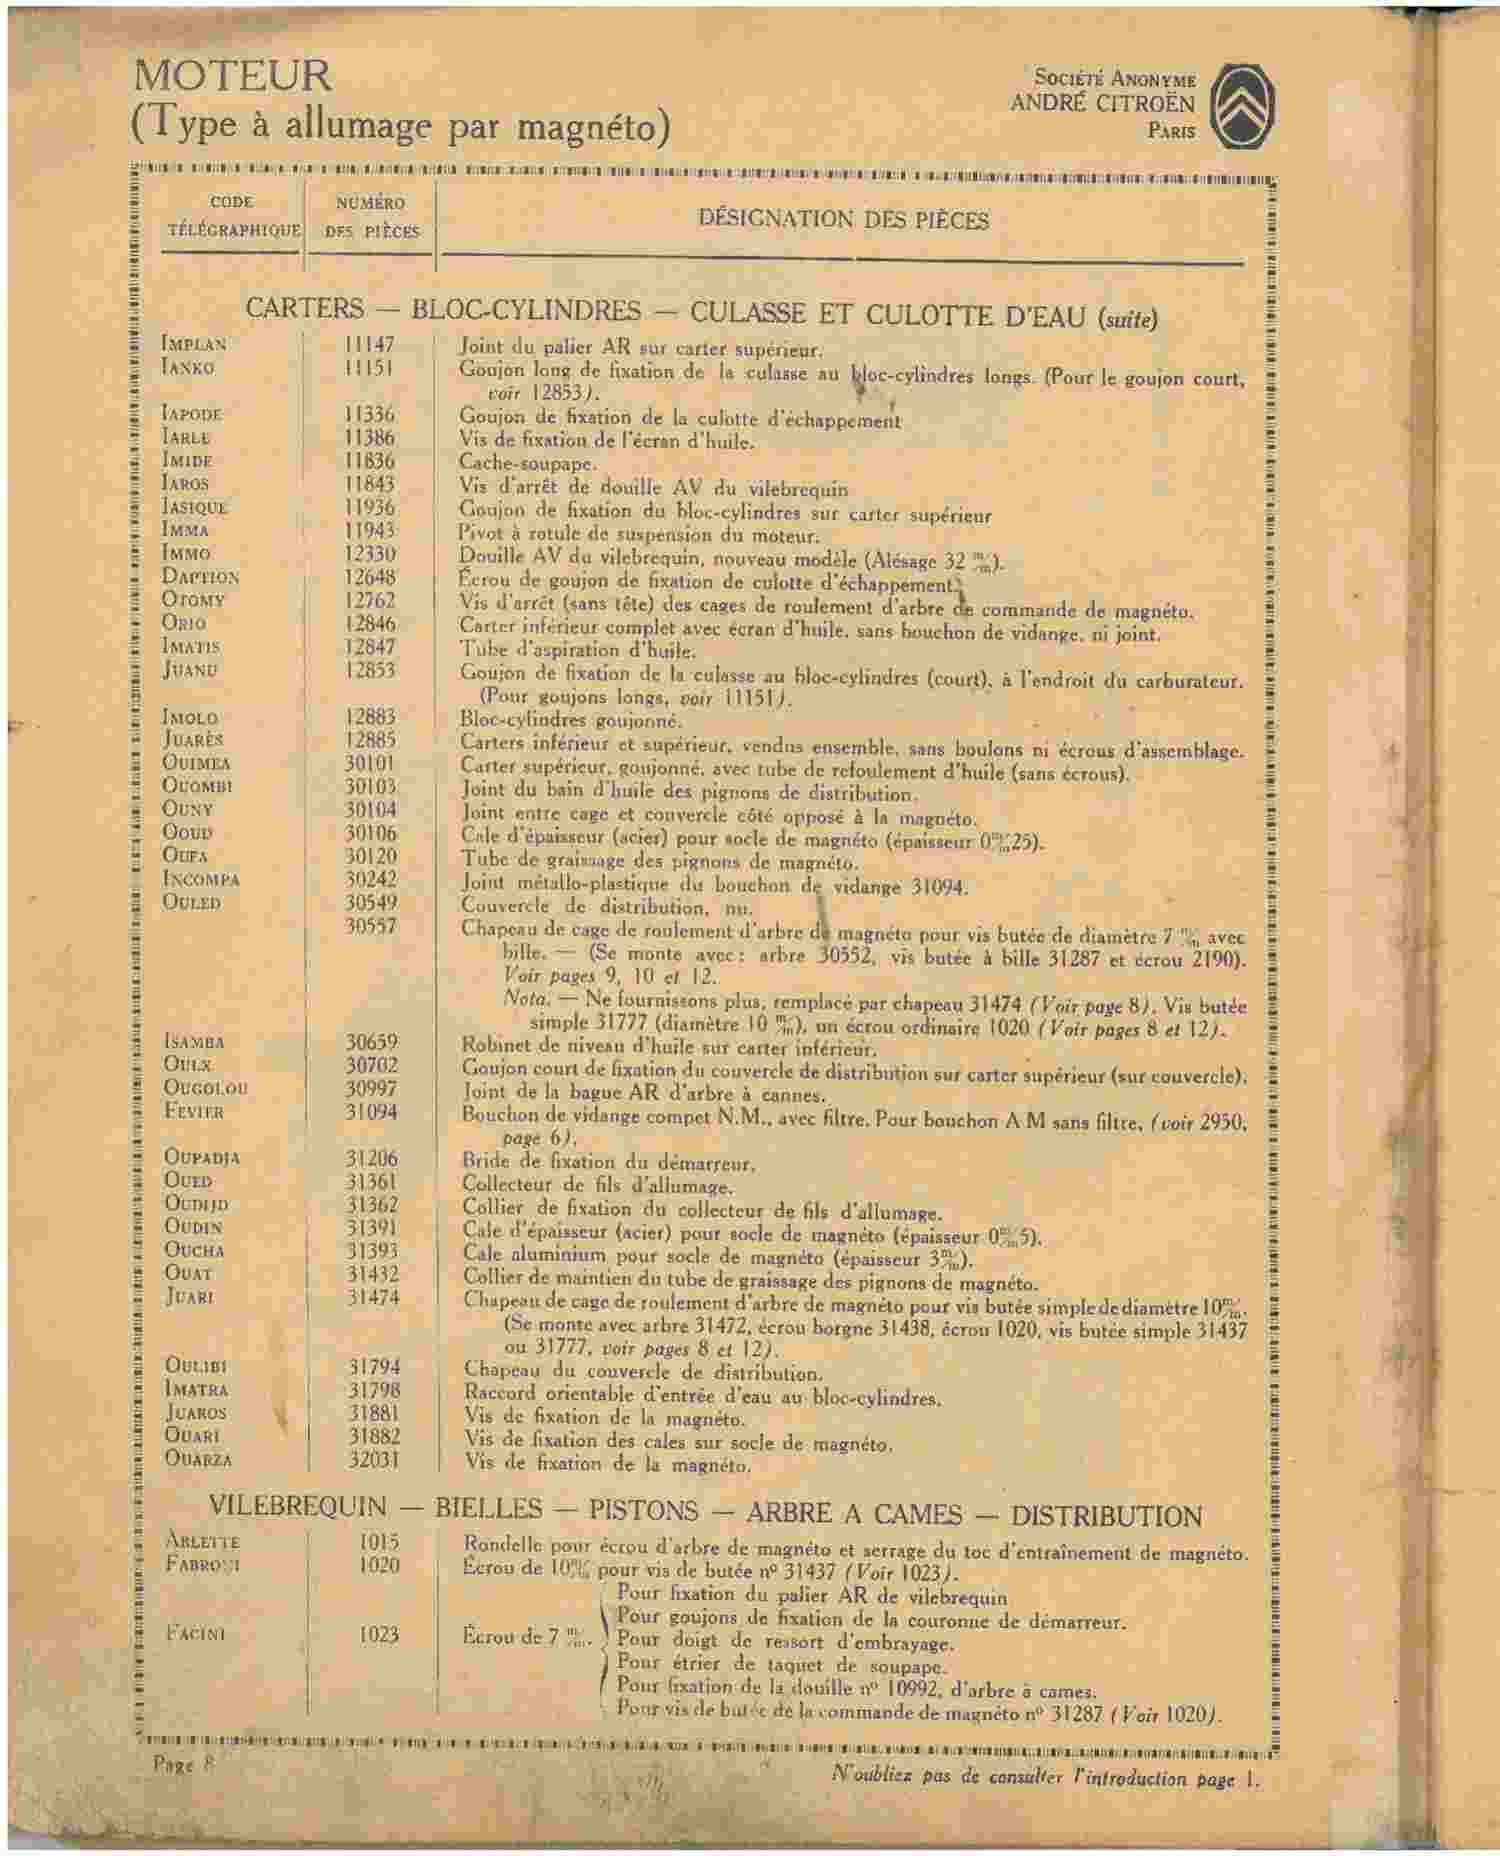 MOTEUR
(Type à allumage par magnéto)
SOCIÉTÉ ANONYME
ANDRÉ CITROËN
PARIS
CODE TÉLÉGRAPHIQUE NUMÉRO DES PIÈCES DÉSIGNATION DES PIÈCES
CARTERS — BLOC-CYLINDRES — CULASSE ET CULOTTE D'EAU (suite)
IMPLAN 11147 Joint du palier AR sur carter supérieur.
IANKO 11151 Goujon long de fixation de la culasse au bloc-cylindres longs. (Pour le goujon court,
voir 12853).
IAPODE 11336 Goujon de fixation de la culotte d'échappement
IARLE 11386 Vis de fixation de l'écran d'huile.
IMIDE 11836 Cache-soupape.
IAROS 11843 Vis d'arrêt de douille AV du vilebrequin
IASIQUE 11936 Goujon de fixation du bloc-cylindres sur carter supérieur
IMMA 11943 Pivot à rotule de suspension du moteur.
IMMO 12330 Douille AV du vilebrequin, nouveau modèle (Alésage 32 m/m).
DAPTION 12648 Écrou de goujon de fixation de culotte d'échappement.
OTOMY 12762 Vis d'arrêt (sans tête) des cages de roulement d'arbre de commande de magnéto.
ORIO 12846 Carter inférieur complet avec écran d'huile, sans bouchon de vidange, ni joint.
IMATIS 12847 Tube d'aspiration d'huile.
JUANU 12853 Goujon de fixation de la culasse au bloc-cylindres (court), à l'endroit du carburateur.
(Pour goujons longs, voir 11151).
IMOLO 12883 Bloc-cylindres goujonné.
JUARÈS 12885 Carters inférieur et supérieur, vendus ensemble, sans boulons ni écrous d'assemblage.
OUIMEA 30101 Carter supérieur, goujonné, avec tube de refoulement d'huile (sans écrous).
OUOMBI 30103 Joint du bain d'huile des pignons de distribution.
OUNY 30104 Joint entre cage et couvercle côté opposé à la magnéto.
OOUD 30106 Cale d'épaisseur (acier) pour socle de magnéto (épaisseur 0m/m25).
OUFA 30120 Tube de graissage des pignons de magnéto.
INCOMPA 30242 Joint métallo-plastique du bouchon de vidange 31094.
OULED 30549 Couvercle de distribution, nu.
30557 Chapeau de cage de roulement d'arbre de magnéto pour vis butée de diamètre 7 m/m avec
bille. — (Se monte avec : arbre 30552, vis butée à bille 31287 et écrou 2190).
Voir pages 9, 10 et 12.
Nota. — Ne fournissons plus, remplacé par chapeau 31474 (Voir page 8). Vis butée
simple 31777 (diamètre 10 m/m), un écrou ordinaire 1020 (Voir pages 8 et 12).
ISAMBA 30659 Robinet de niveau d'huile sur carter inférieur.
OULX 30702 Goujon court de fixation du couvercle de distribution sur carter supérieur (sur couvercle).
OUGOLOU 30997 Joint de la bague AR d'arbre à cannes.
FEVIER 31094 Bouchon de vidange compet N.M., avec filtre. Pour bouchon A M sans filtre, (voir 2950,
page 6).
OUPADJA 31206 Bride de fixation du démarreur.
OUED 31361 Collecteur de fils d'allumage.
OUDIJD 31362 Collier de fixation du collecteur de fils d'allumage.
OUDIN 31391 Cale d'épaisseur (acier) pour socle de magnéto (épaisseur 0m/m5).
OUCHA 31393 Cale aluminium pour socle de magnéto (épaisseur 3m/m).
OUAT 31432 Collier de maintien du tube de graissage des pignons de magnéto.
JUARI 31474 Chapeau de cage de roulement d'arbre de magnéto pour vis butée simple de diamètre 10m/m.
(Se monte avec arbre 31472, écrou borgne 31438, écrou 1020, vis butée simple 31437
ou 31777, voir pages 8 et 12).
OULIBI 31794 Chapeau du couvercle de distribution.
IMATRA 31798 Raccord orientable d'entrée d'eau au bloc-cylindres.
JUAROS 31881 Vis de fixation de la magnéto.
OUARI 31882 Vis de fixation des cales sur socle de magnéto.
OUARZA 32031 Vis de fixation de la magnéto.
VILEBREQUIN — BIELLES — PISTONS — ARBRE A CAMES — DISTRIBUTION
ARLETTE 1015 Rondelle pour écrou d'arbre de magnéto et serrage du toc d'entraînement de magnéto.
1020 Écrou de 10m/m pour vis de butée nº 31437 (Voir 1023).
Pour fixation du palier AR de vilebrequin
Pour goujons de fixation de la couronne de démarreur.
FACINI 1023 Écrou de 7 m/m. Pour doigt de ressort d'embrayage.
Pour étrier de taquet de soupape.
Pour fixation de la douille nº 10992, d'arbre à cames.
Pour vis de butée de la commande de magnéto nº 31287 (Voir 1020).
Page 8
N'oubliez pas de consulter l'introduction page 1.